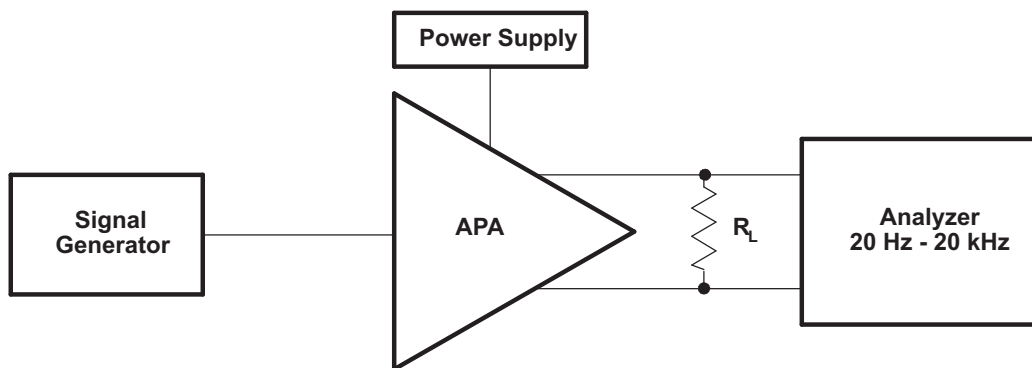 Power Supply
Signal
Generator
APA
RL
Analyzer
20 Hz - 20 kHz